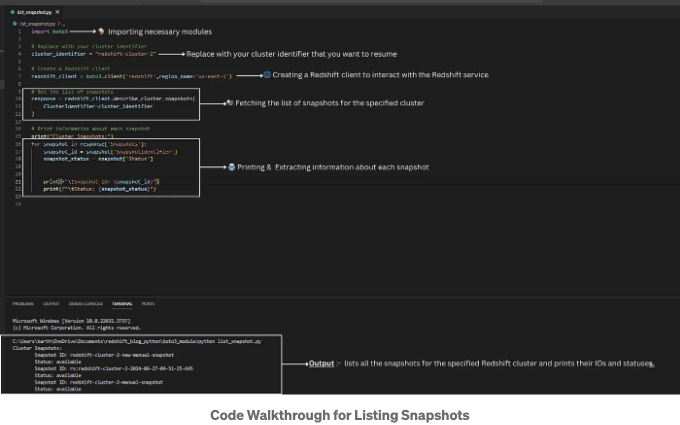 list_snapshot.py ×
list_snapshot.py > ...
1 import boto3
Importing necessary modules
2
3 # Replace with your cluster identifier
4 cluster_identifier = "redshift-cluster-2"
Replace with your cluster identifier that you want to resume
5
6 # Create a Redshift client
7 redshift_client = boto3.client('redshift',region_name='us-east-1')
Creating a Redshift client to interact with the Redshift service
8
9 # Get the list of snapshots
10 response = redshift_client.describe_cluster_snapshots(
Fetching the list of snapshots for the specified cluster
11 ClusterIdentifier=cluster_identifier
12 )
13
14 # Print information about each snapshot
15 print("Cluster Snapshots:")
16 for snapshot in response['Snapshots']:
17 snapshot_id = snapshot['SnapshotIdentifier']
18 snapshot_status = snapshot['Status']
19
Printing & Extracting information about each snapshot
20
21 print(f"\tSnapshot ID: {snapshot_id}")
22 print(f"\tStatus: {snapshot_status}")
23
24
PROBLEMS OUTPUT DEBUG CONSOLE TERMINAL PORTS
Microsoft Windows [Version 10.0.22631.3737]
(c) Microsoft Corporation. All rights reserved.
C:\Users\karth\OneDrive\Documents\redshift_blog_python\boto3_module>python list_snapshot.py
Cluster Snapshots:
Snapshot ID: redshift-cluster-2-new-manual-snapshot
Status: available
Output :- lists all the snapshots for the specified Redshift cluster and prints their IDs and statuses.
Snapshot ID: rs:redshift-cluster-2-2024-06-27-04-51-25-645
Status: available
Snapshot ID: redshift-cluster-2-manual-snapshot
Status: available
Code Walkthrough for Listing Snapshots